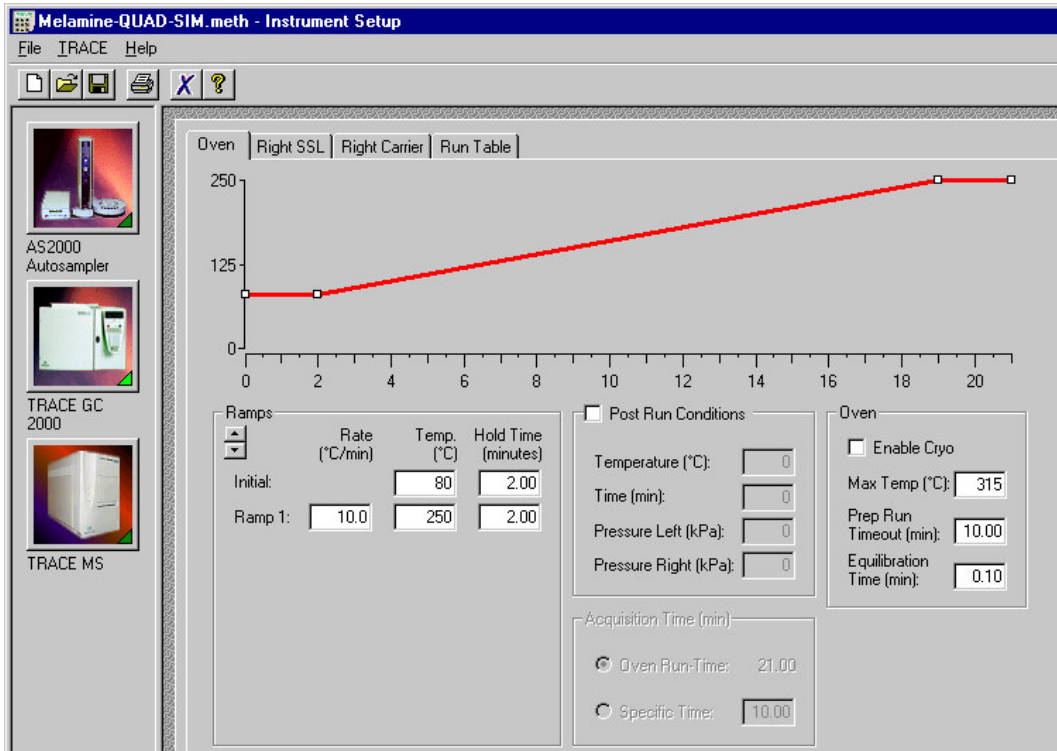 Melamine-QUAD-SIM.meth - Instrument Setup
File TRACE Help
Oven Right SSL Right Carrier Run Table
250
125
0
0 2 4 6 8 10 12 14 16 18 20
AS2000
Autosampler
TRACE GC
2000
TRACE MS
Ramps
Rate
(°C/min)
Temp.
(°C)
Hold Time
(minutes)
Initial: 80 2.00
Ramp 1: 10.0 250 2.00
Post Run Conditions
Temperature (°C): 0
Time (min): 0
Pressure Left (kPa): 0
Pressure Right (kPa): 0
Acquisition Time (min)
Oven Run-Time: 21.00
Specific Time: 10.00
Oven
Enable Cryo
Max Temp (°C): 315
Prep Run
Timeout (min): 10.00
Equilibration
Time (min): 0.10